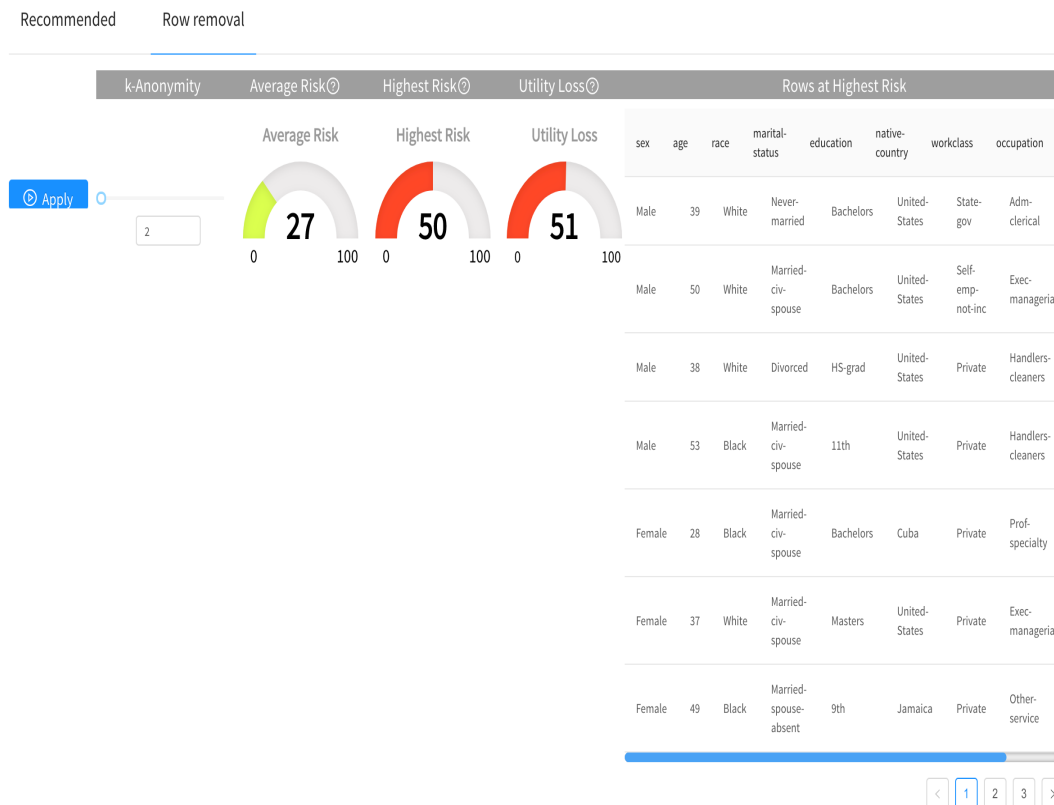 Recommended Row removal
k-Anonymity Average Risk? Highest Risk? Utility Loss? Rows at Highest Risk
Apply
2
Average Risk
27
0 100
Highest Risk
50
0 100
Utility Loss
51
0 100
sex age race marital-status education native-country workclass occupation
Male 39 White Never-married Bachelors United-States State-gov Adm-clerical
Male 50 White Married-civ-spouse Bachelors United-States Self-emp-not-inc Exec-manageria
Male 38 White Divorced HS-grad United-States Private Handlers-cleaners
Male 53 Black Married-civ-spouse 11th United-States Private Handlers-cleaners
Female 28 Black Married-civ-spouse Bachelors Cuba Private Prof-specialty
Female 37 White Married-civ-spouse Masters United-States Private Exec-manageria
Female 49 Black Married-spouse-absent 9th Jamaica Private Other-service
< 1 2 3 >